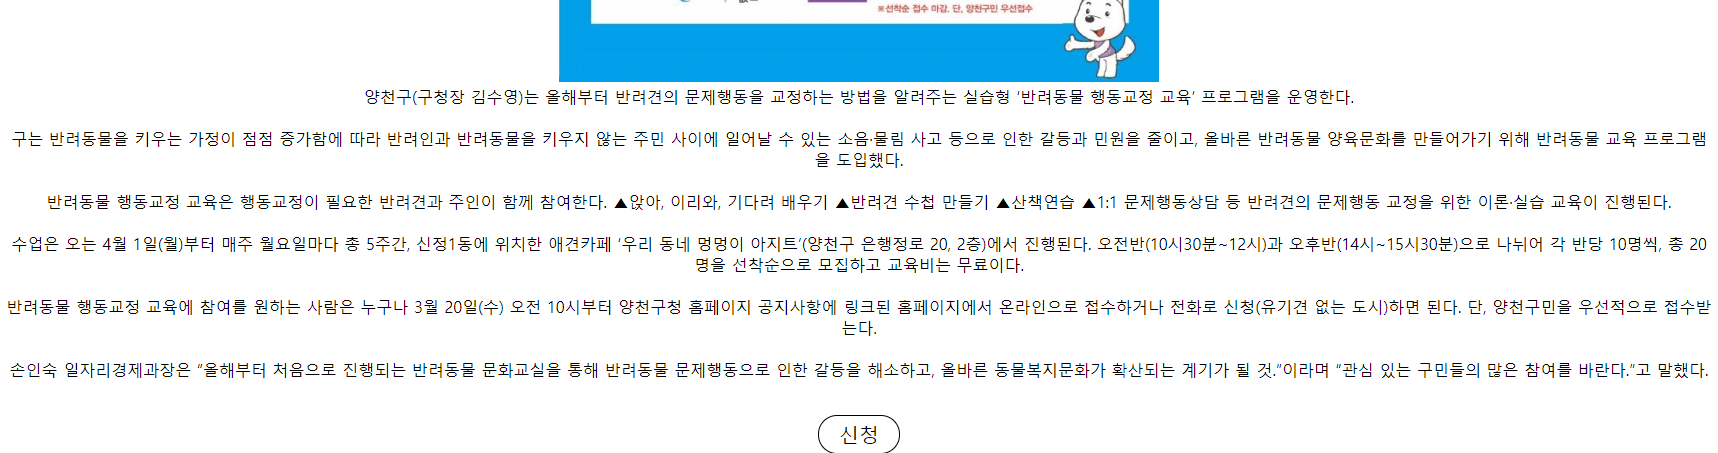 ※선착순 접수 마감. 단, 양천구민 우선접수
양천구(구청장 김수영)는 올해부터 반려견의 문제행동을 교정하는 방법을 알려주는 실습형 ‘반려동물 행동교정 교육’ 프로그램을 운영한다.
구는 반려동물을 키우는 가정이 점점 증가함에 따라 반려인과 반려동물을 키우지 않는 주민 사이에 일어날 수 있는 소음·물림 사고 등으로 인한 갈등과 민원을 줄이고, 올바른 반려동물 양육문화를 만들어가기 위해 반려동물 교육 프로그램
을 도입했다.
반려동물 행동교정 교육은 행동교정이 필요한 반려견과 주인이 함께 참여한다. ▲앉아, 이리와, 기다려 배우기 ▲반려견 수첩 만들기 ▲산책연습 ▲1:1 문제행동상담 등 반려견의 문제행동 교정을 위한 이론·실습 교육이 진행된다.
수업은 오는 4월 1일(월)부터 매주 월요일마다 총 5주간, 신정1동에 위치한 애견카페 ‘우리 동네 멍멍이 아지트’(양천구 은행정로 20, 2층)에서 진행된다. 오전반(10시30분~12시)과 오후반(14시~15시30분)으로 나뉘어 각 반당 10명씩, 총 20
명을 선착순으로 모집하고 교육비는 무료이다.
반려동물 행동교정 교육에 참여를 원하는 사람은 누구나 3월 20일(수) 오전 10시부터 양천구청 홈페이지 공지사항에 링크된 홈페이지에서 온라인으로 접수하거나 전화로 신청(유기견 없는 도시)하면 된다. 단, 양천구민을 우선적으로 접수받
는다.
손인숙 일자리경제과장은 “올해부터 처음으로 진행되는 반려동물 문화교실을 통해 반려동물 문제행동으로 인한 갈등을 해소하고, 올바른 동물복지문화가 확산되는 계기가 될 것.”이라며 “관심 있는 구민들의 많은 참여를 바란다.”고 말했다.
신청